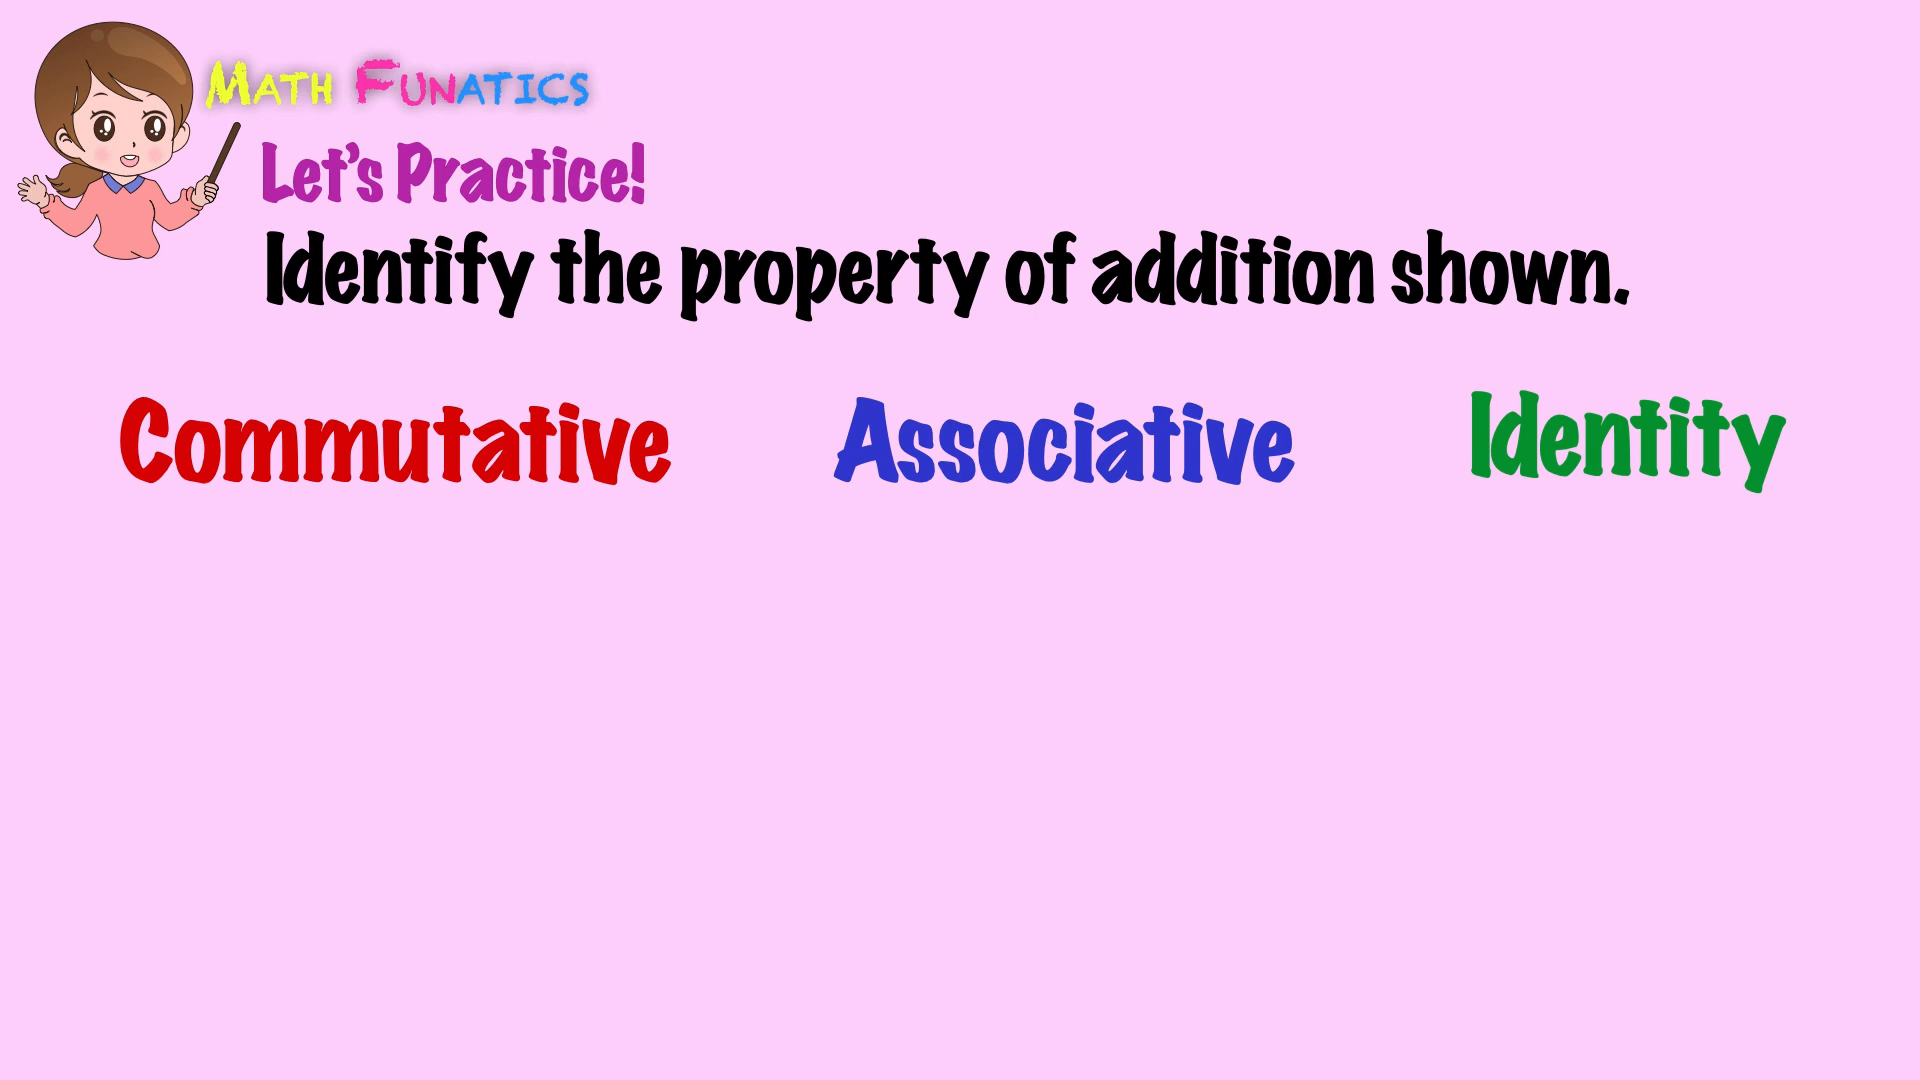 MATH FUNATICS
Let's Practice!
Identify the property of addition shown.
Commutative Associative Identity